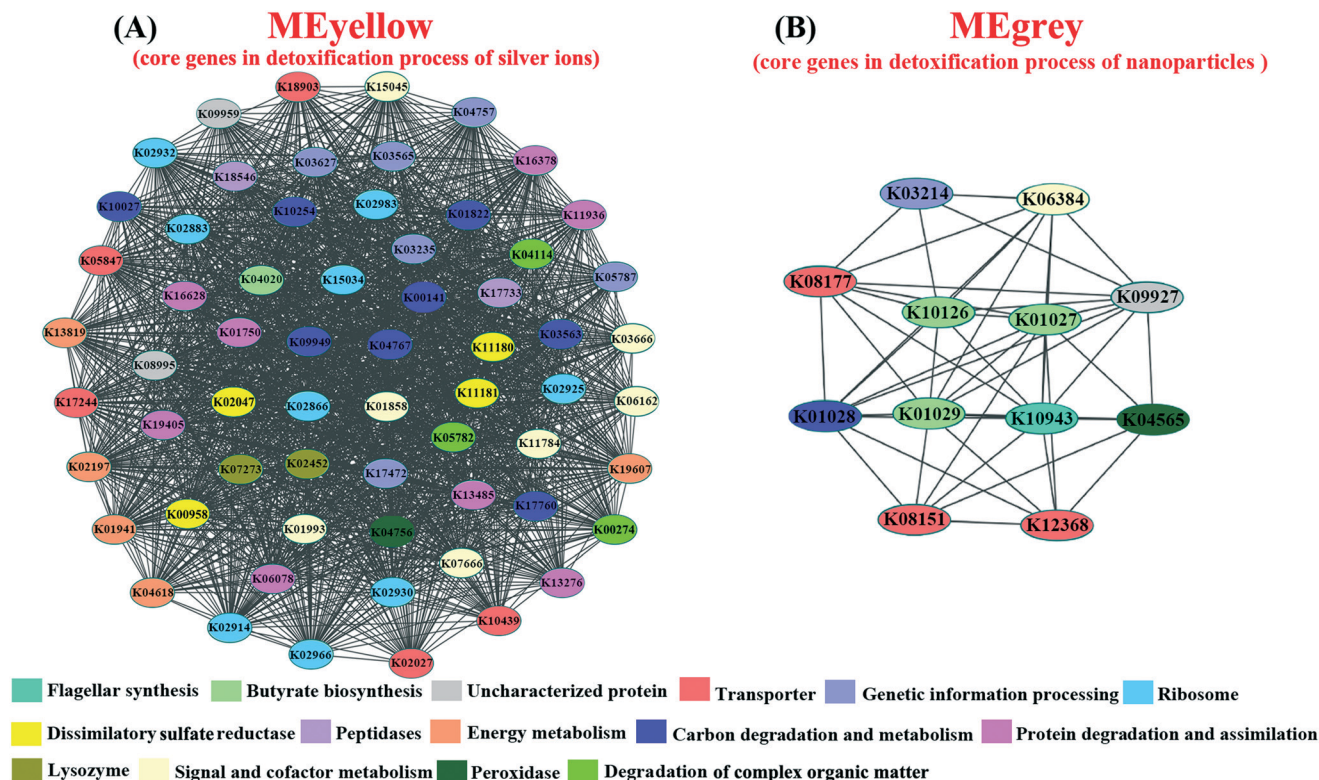 (A) MEyellow
(core genes in detoxification process of silver ions)
K18903 K15045
K09959 K04757
K02932 K03627 K03565 K16378
K18546
K10027 K10254 K02983 K01822 K11936
K02883
K05847 K03235 K04114
K04020 K15034 K05787
K16628 K00141 K17733
K13819 K01750 K09949 K04767 K11180 K03563 K03666
K08995
K17244 K02047 K02866 K01858 K11181 K02925 K06162
K19405 K05782 K11784
K02197 K07273 K02452 K17472 K19607
K13485 K17760
K01941 K00958 K01993 K04756 K00274
K07666
K04618 K06078 K02930 K13276
K02914 K10439
K02966 K02027
(B) MEgrey
(core genes in detoxification process of nanoparticles )
K03214 K06384
K08177 K09927
K10126 K01027
K01028 K01029 K10943 K04565
K08151 K12368
Flagellar synthesis Butyrate biosynthesis Uncharacterized protein Transporter Genetic information processing Ribosome
Dissimilatory sulfate reductase Peptidases Energy metabolism Carbon degradation and metabolism Protein degradation and assimilation
Lysozyme Signal and cofactor metabolism Peroxidase Degradation of complex organic matter